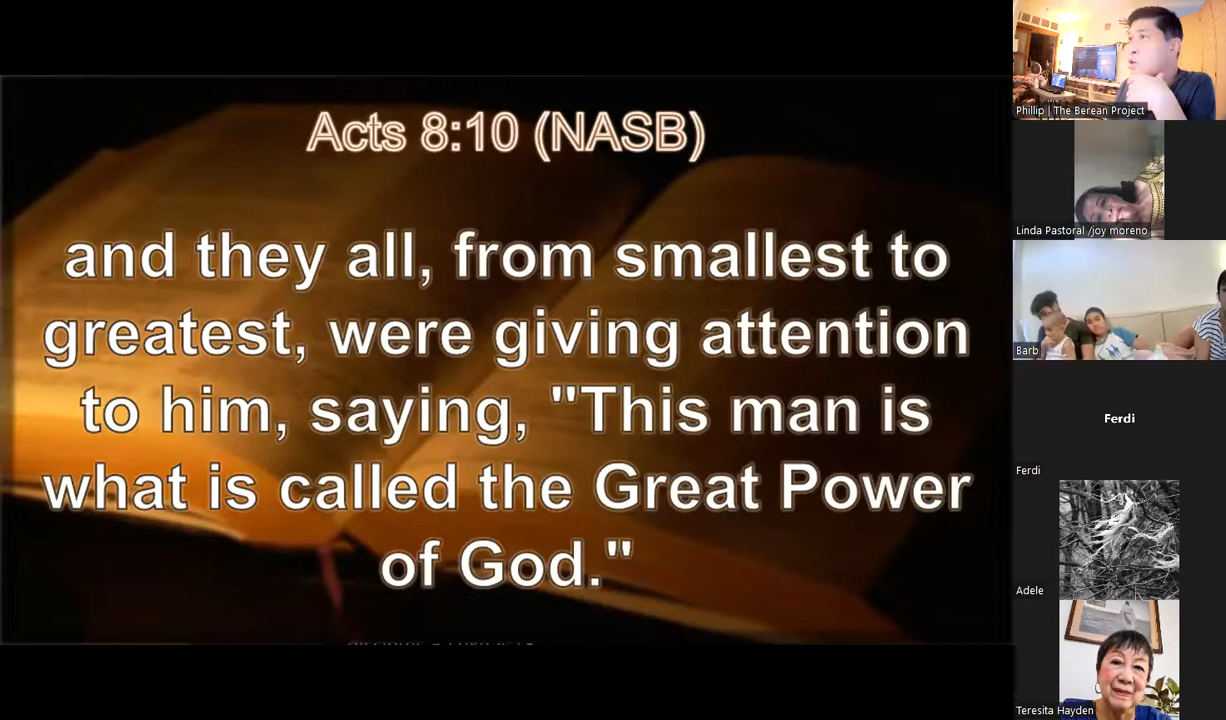 Acts 8:10 (NASB)
and they all, from smallest to
greatest, were giving attention
to him, saying, "This man is
what is called the Great Power
of God."
Phillip | The Berean Project
Linda Pastoral /joy moreno
Barb
Ferdi
Ferdi
Adele
Teresita Hayden